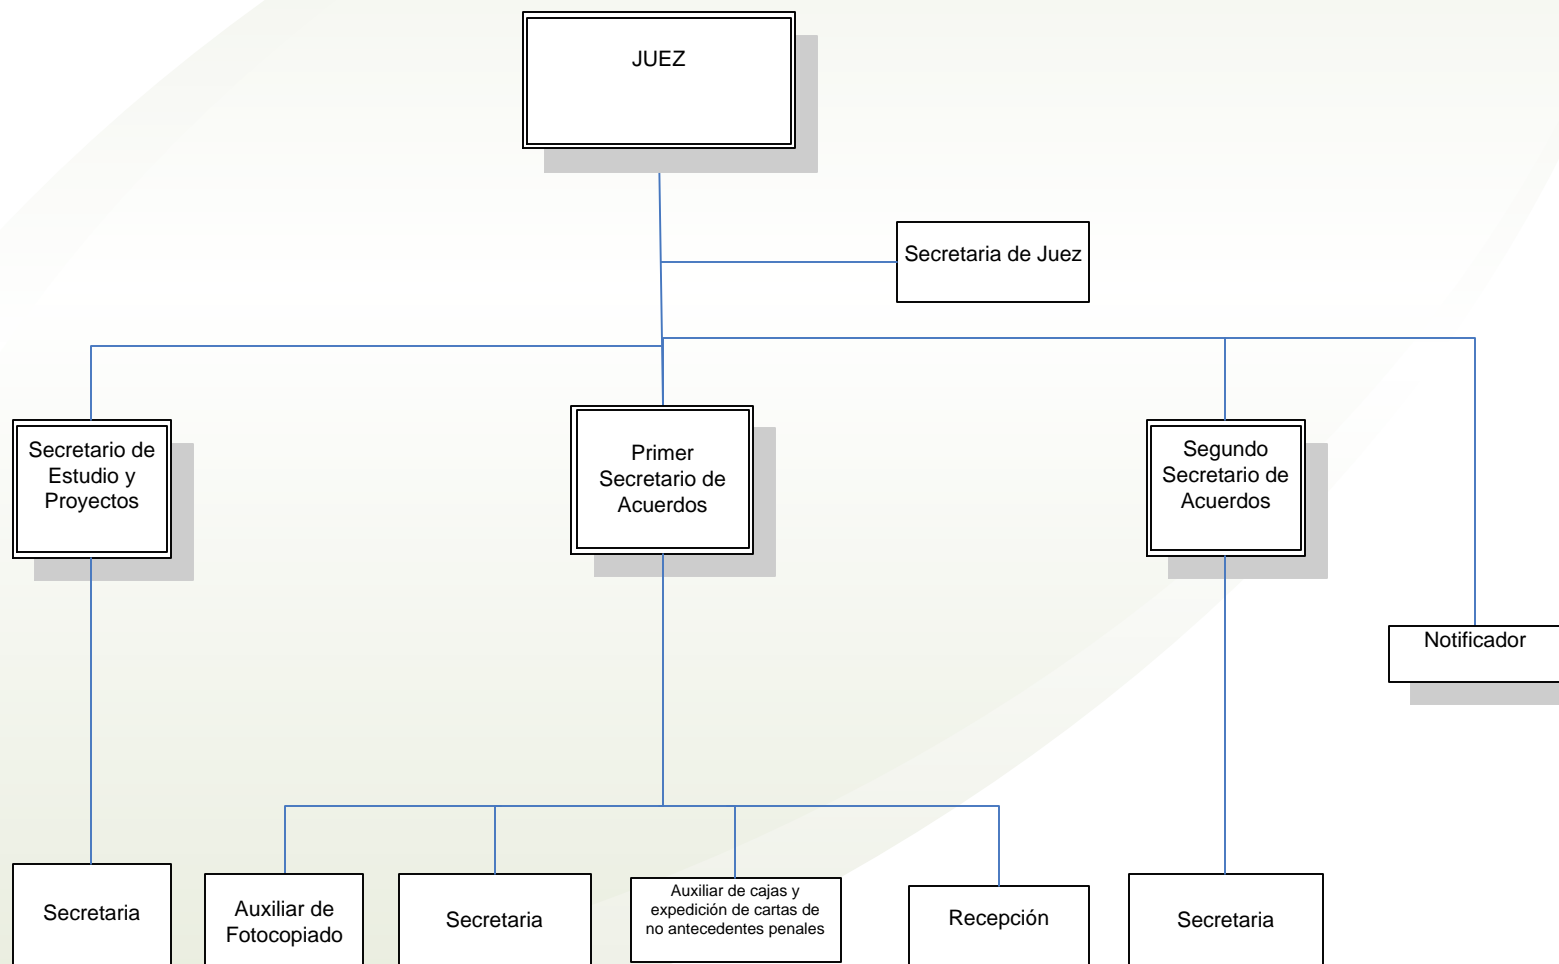 JUEZ
Secretaria de Juez
Secretario de
Estudio y
Proyectos
Primer
Secretario de
Acuerdos
Segundo
Secretario de
Acuerdos
Notificador
Secretaria
Auxiliar de
Fotocopiado
Secretaria
Auxiliar de cajas y
expedición de cartas de
no antecedentes penales
Recepción
Secretaria